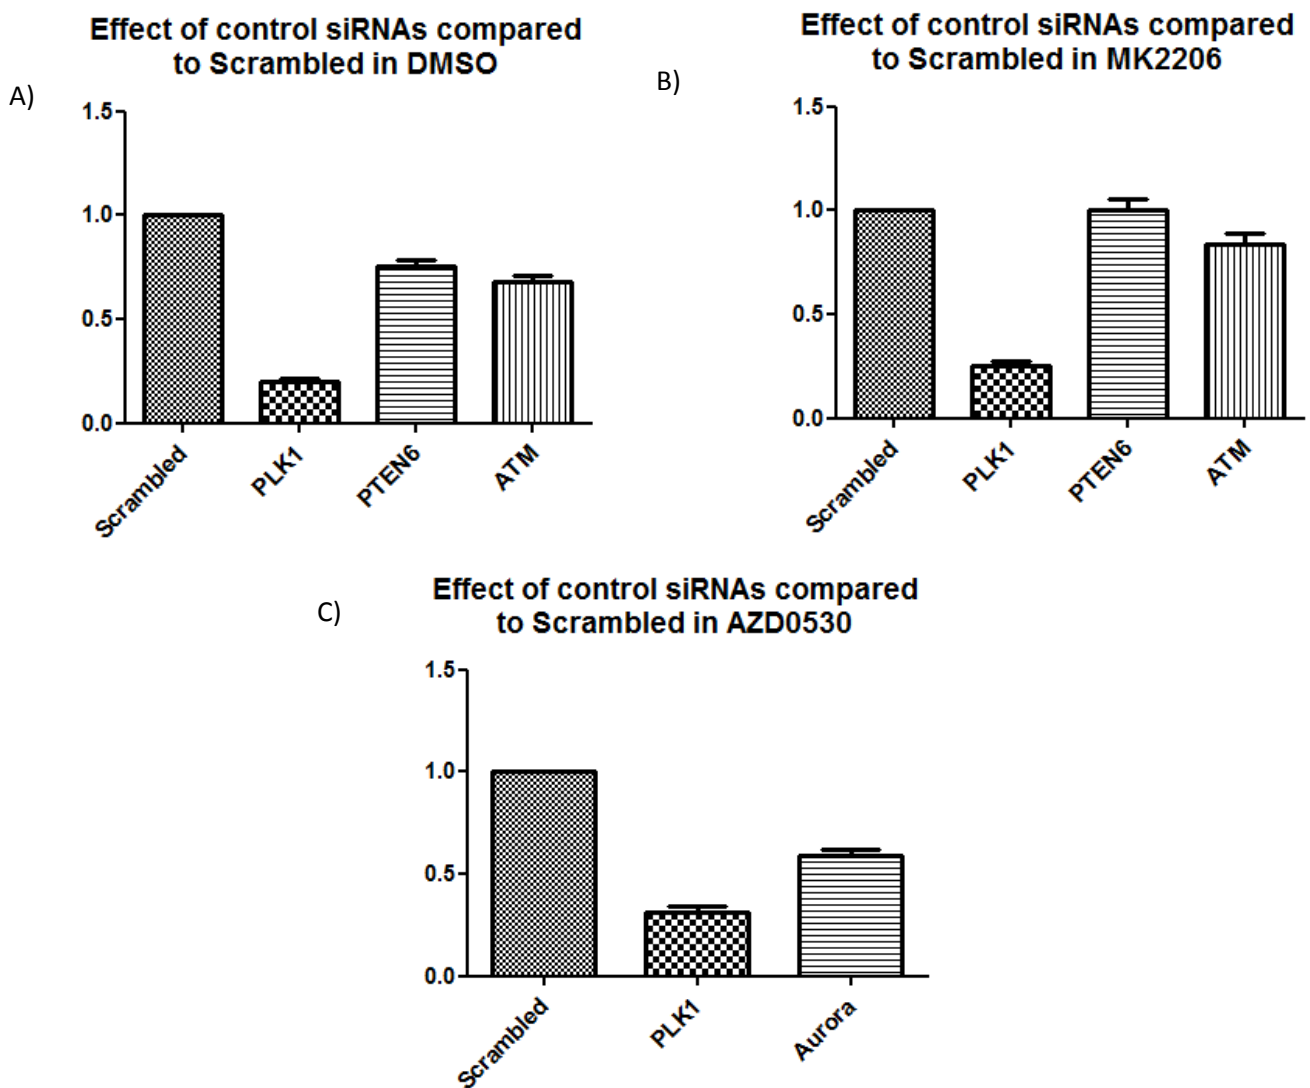 Effect of control siRNAs compared
to Scrambled in DMSO
A)
1.5
1.0
0.5
0.0
Scrambled
PLK1
PTEN6
ATM
Effect of control siRNAs compared
to Scrambled in MK2206
B)
1.5
1.0
0.5
0.0
Scrambled
PLK1
PTEN6
ATM
Effect of control siRNAs compared
to Scrambled in AZD0530
C)
1.5
1.0
0.5
0.0
Scrambled
PLK1
Aurora